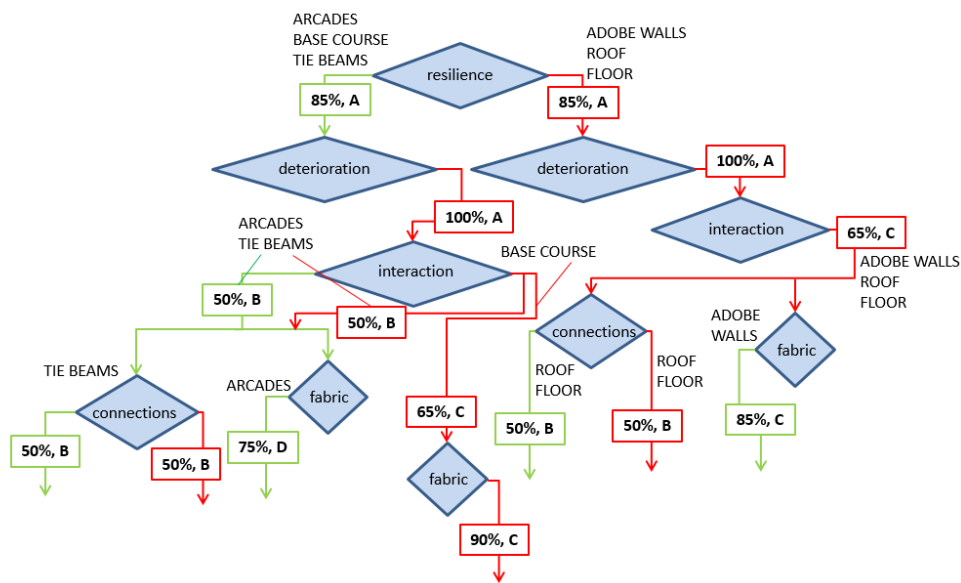 ARCADES
BASE COURSE
TIE BEAMS
ADOBE WALLS
ROOF
FLOOR
resilience
85%, A
85%, A
deterioration
deterioration
100%, A
100%, A
interaction
65%, C
ADOBE WALLS
ROOF
FLOOR
ARCADES
TIE BEAMS
BASE COURSE
interaction
50%, B
50%, B
connections
ADOBE
WALLS
fabric
ROOF
FLOOR
ROOF
FLOOR
TIE BEAMS
ARCADES
fabric
connections
65%, C
50%, B
50%, B
85%, C
50%, B
50%, B
75%, D
fabric
90%, C